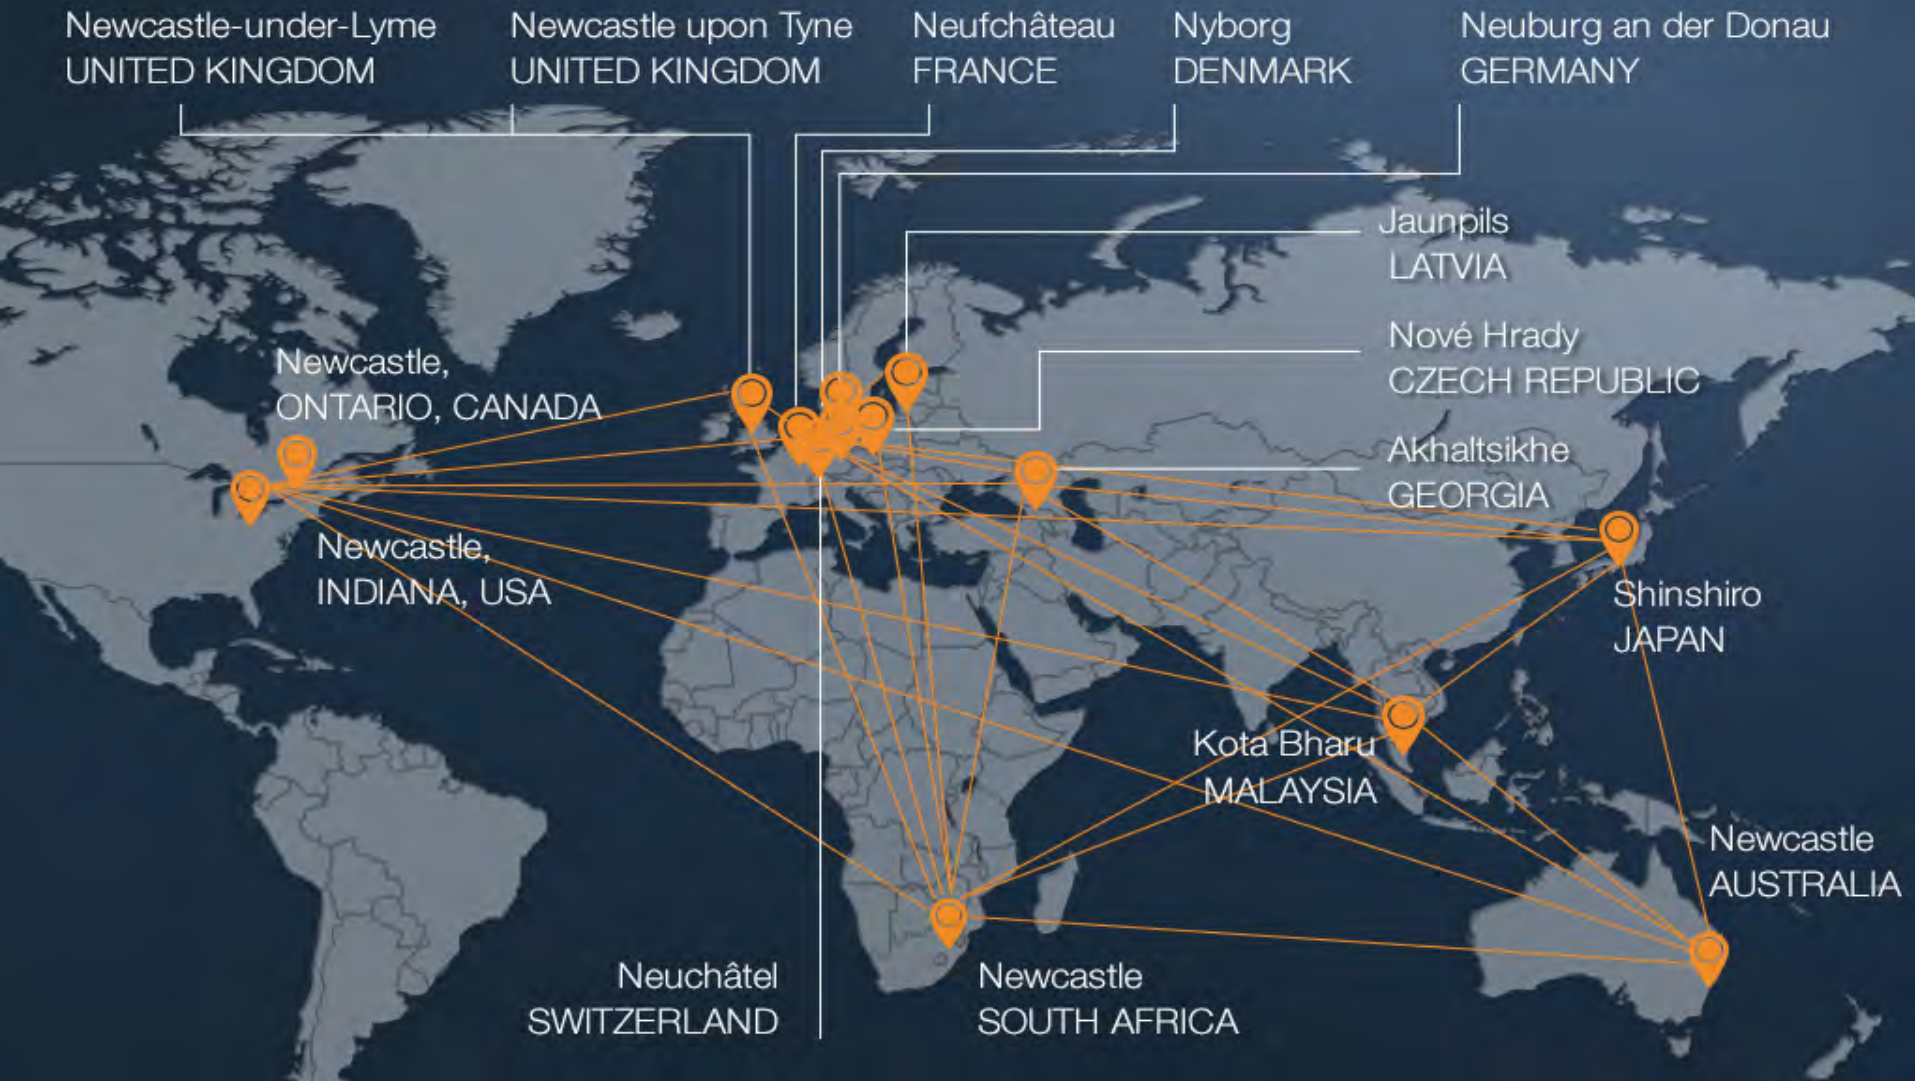 Newcastle-under-Lyme
UNITED KINGDOM
Newcastle upon Tyne
UNITED KINGDOM
Neufchâteau
FRANCE
Nyborg
DENMARK
Neuburg an der Donau
GERMANY
Jaunpils
LATVIA
Nové Hrady
CZECH REPUBLIC
Newcastle,
ONTARIO, CANADA
Akhaltsikhe
GEORGIA
Newcastle,
INDIANA, USA
Shinshiro
JAPAN
Kota Bharu
MALAYSIA
Newcastle
AUSTRALIA
Neuchâtel
SWITZERLAND
Newcastle
SOUTH AFRICA